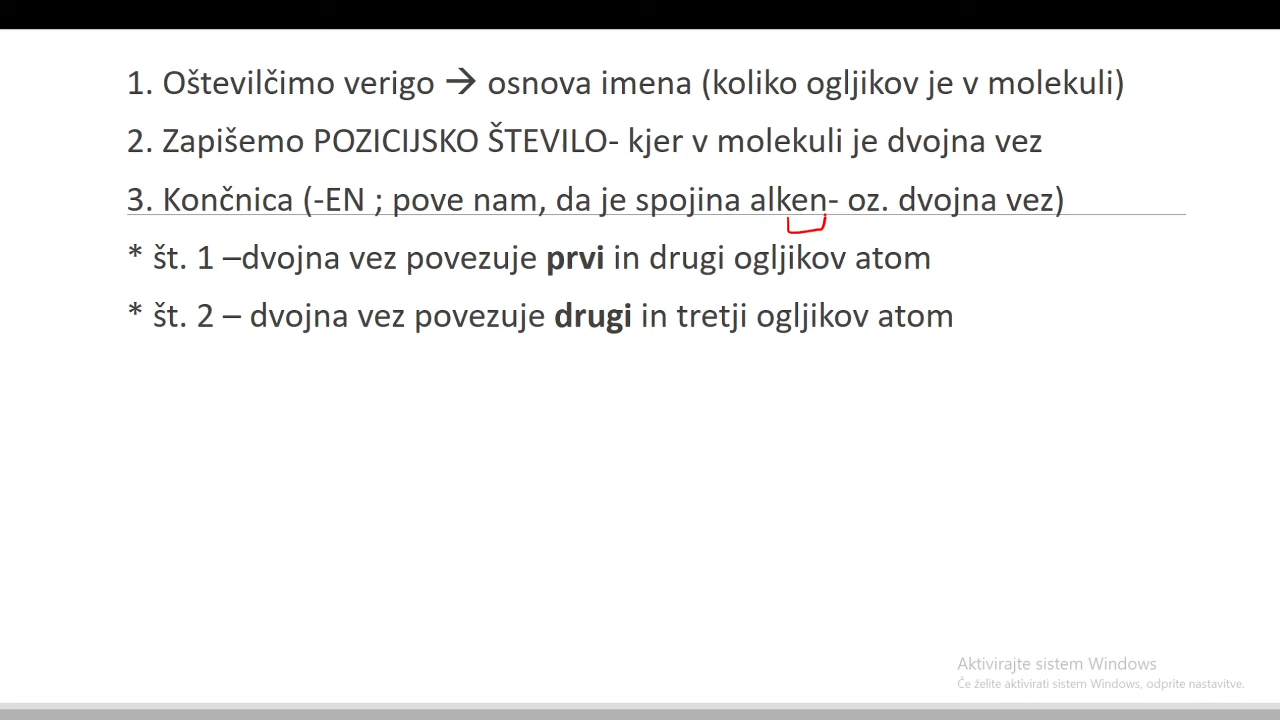 1. Oštevilčimo verigo → osnova imena (koliko ogljikov je v molekuli)
2. Zapišemo POZICIJSKO ŠTEVILO- kjer v molekuli je dvojna vez
3. Končnica (-EN ; pove nam, da je spojina alken- oz. dvojna vez)
* št. 1 –dvojna vez povezuje prvi in drugi ogljikov atom
* št. 2 – dvojna vez povezuje drugi in tretji ogljikov atom
Aktivirajte sistem Windows
Če želite aktivirati sistem Windows, odprite nastavitve.